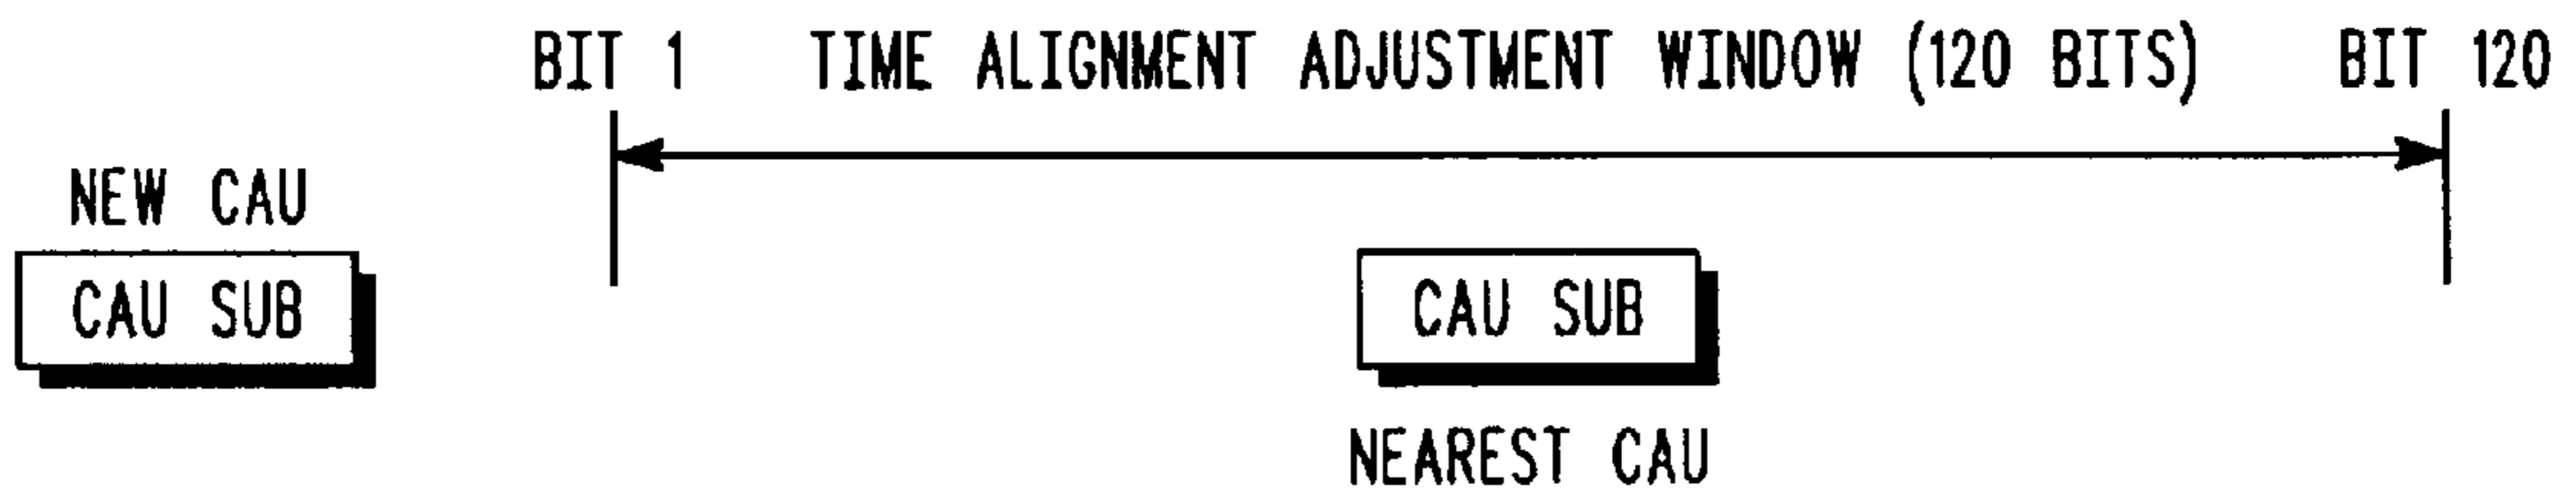 BIT 1 TIME ALIGNMENT ADJUSTMENT WINDOW (120 BITS) BIT 120
NEW CAU
CAU SUB
CAU SUB
NEAREST CAU